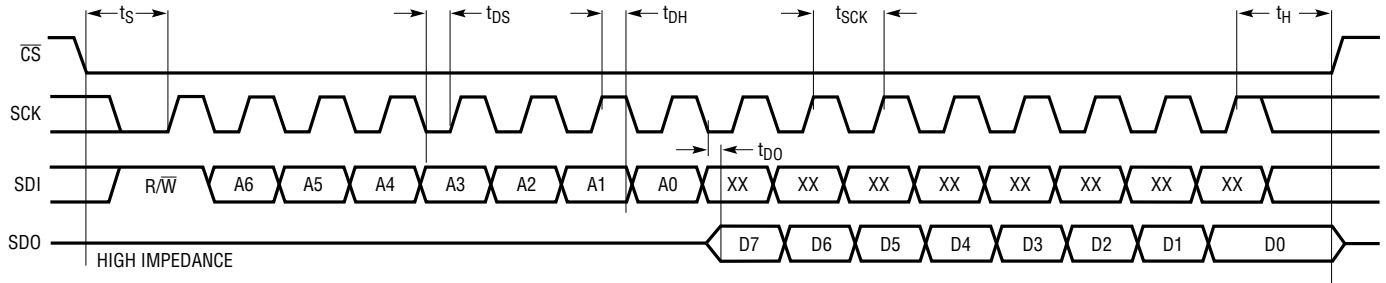 tS tDS tDH tSCK tH
CS
SCK
tDO
SDI R/W A6 A5 A4 A3 A2 A1 A0 XX XX XX XX XX XX XX XX
SDO D7 D6 D5 D4 D3 D2 D1 D0
HIGH IMPEDANCE